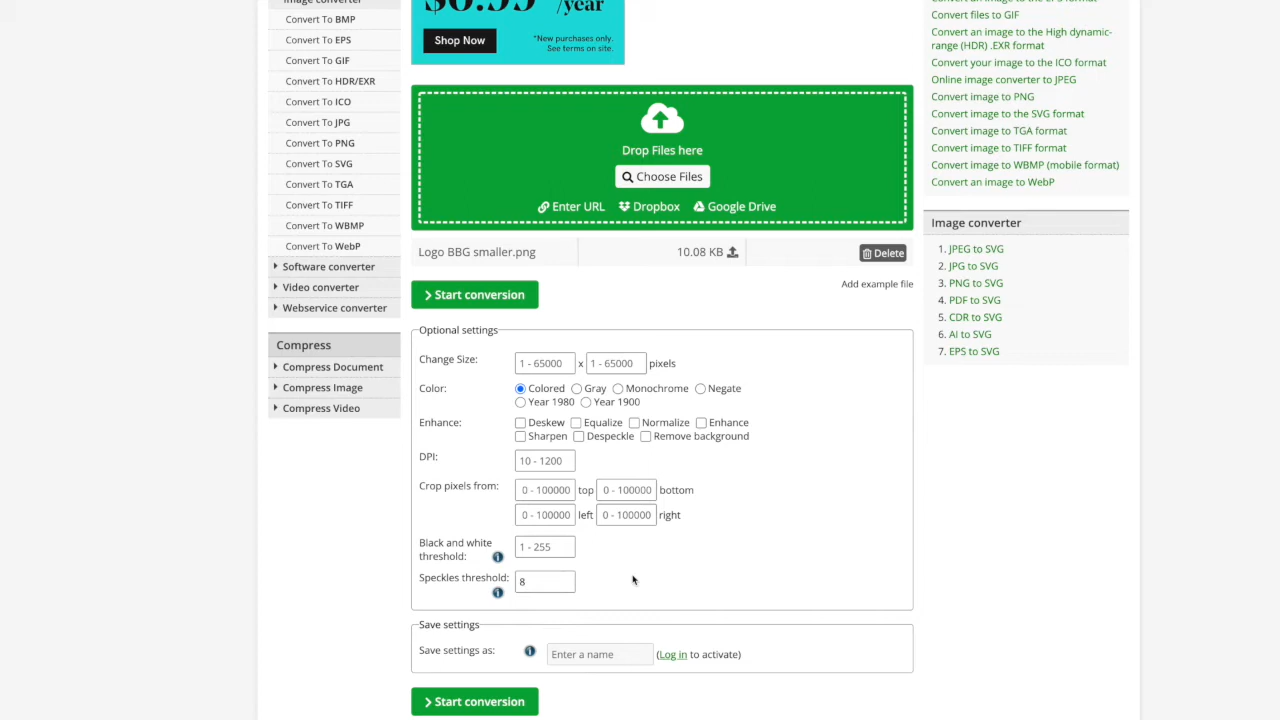 Convert To BMP
Convert To EPS
Convert To GIF
Convert To HDR/EXR
Convert To ICO
Convert To JPG
Convert To PNG
Convert To SVG
Convert To TGA
Convert To TIFF
Convert To WBMP
Convert To WebP
Software converter
Video converter
Webservice converter
Compress
Compress Document
Compress Image
Compress Video
/year
Shop Now
*New purchases only.
See terms on site.
Drop Files here
Choose Files
Enter URL Dropbox Google Drive
Logo BBG smaller.png 10.08 KB Delete
Start conversion
Add example file
Optional settings
Change Size: 1 - 65000 x 1 - 65000 pixels
Color: Colored Gray Monochrome Negate
Year 1980 Year 1900
Enhance: Deskew Equalize Normalize Enhance
Sharpen Despeckle Remove background
DPI: 10 - 1200
Crop pixels from: 0 - 100000 top 0 - 100000 bottom
0 - 100000 left 0 - 100000 right
Black and white
threshold: 1 - 255
Speckles threshold: 8
Save settings
Save settings as: Enter a name (Log in to activate)
Start conversion
Convert files to GIF
Convert an image to the High dynamic-
range (HDR) .EXR format
Convert your image to the ICO format
Online image converter to JPEG
Convert image to PNG
Convert image to the SVG format
Convert image to TGA format
Convert image to TIFF format
Convert image to WBMP (mobile format)
Convert an image to WebP
Image converter
1. JPEG to SVG
2. JPG to SVG
3. PNG to SVG
4. PDF to SVG
5. CDR to SVG
6. AI to SVG
7. EPS to SVG